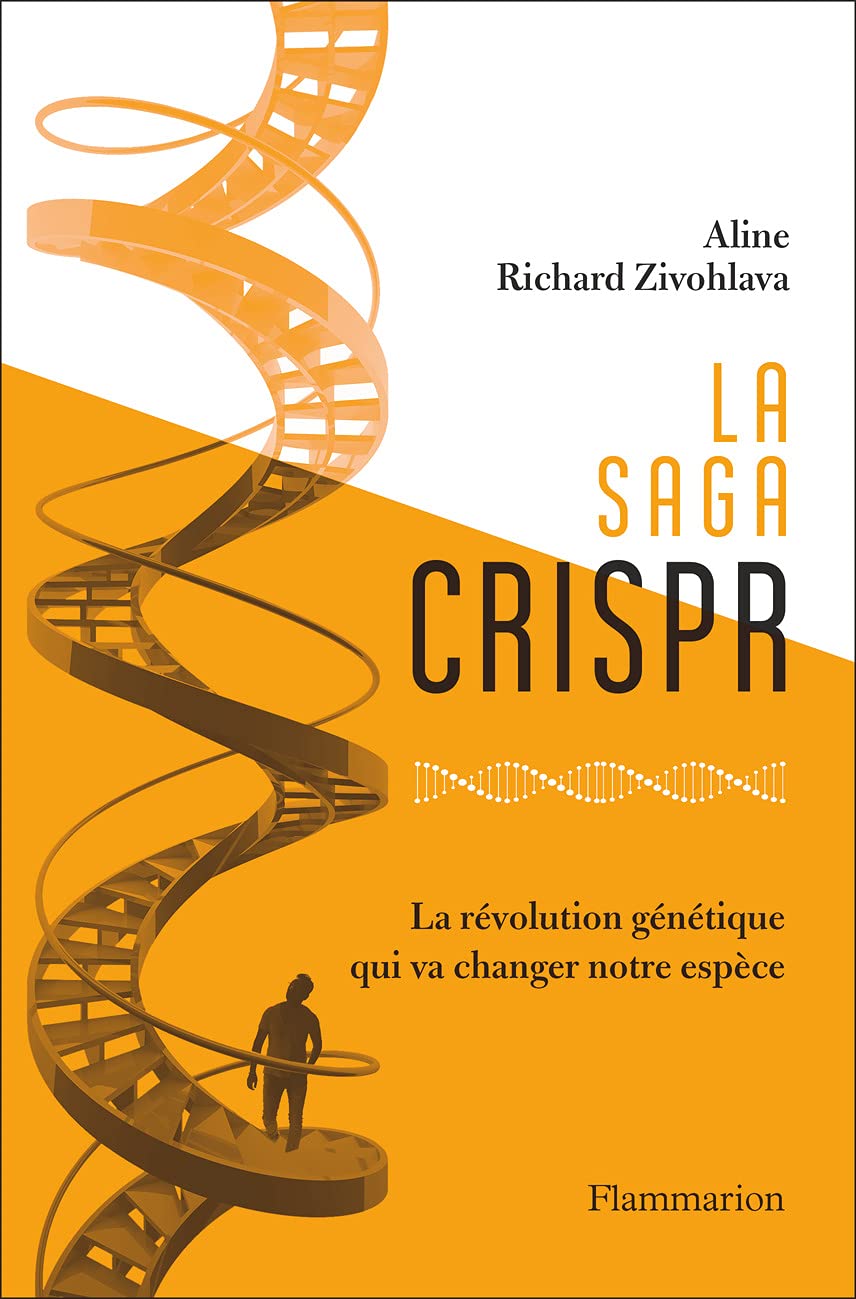 Aline
Richard Zivohlava
LA
SAGA
CRISPR
La révolution génétique
qui va changer notre espèce
Flammarion